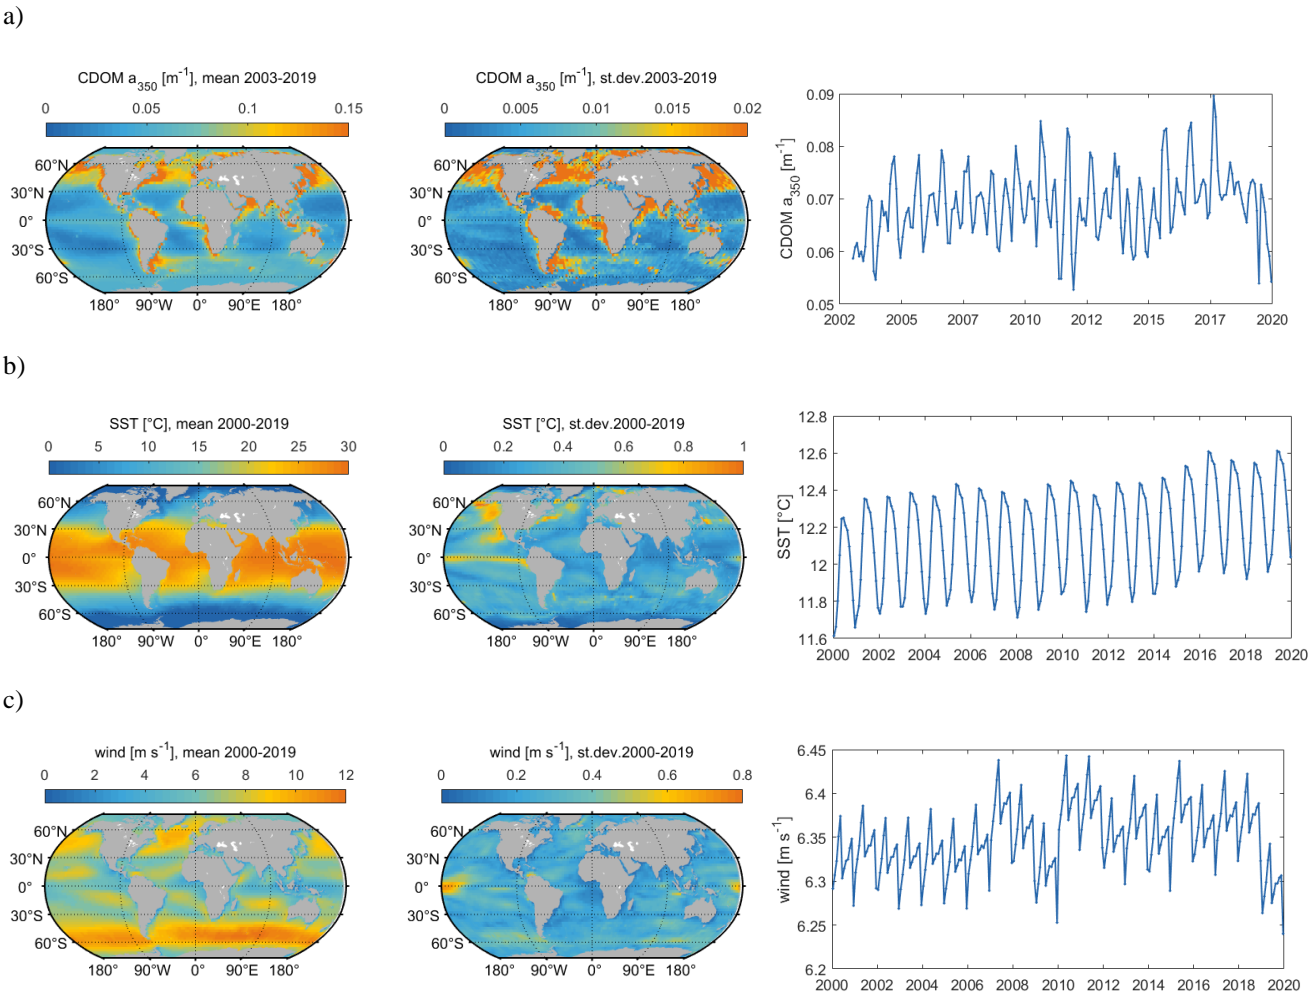 a)
CDOM a350 [m-1], mean 2003-2019
0 0.05 0.1 0.15
60°N
30°N
0°
30°S
60°S
180° 90°W 0° 90°E 180°
CDOM a350 [m-1], st.dev.2003-2019
0 0.005 0.01 0.015 0.02
60°N
30°N
0°
30°S
60°S
180° 90°W 0° 90°E 180°
CDOM a350 [m-1]
0.09
0.08
0.07
0.06
0.05
2002 2005 2007 2010 2012 2015 2017 2020
b)
SST [°C], mean 2000-2019
0 5 10 15 20 25 30
60°N
30°N
0°
30°S
60°S
180° 90°W 0° 90°E 180°
SST [°C], st.dev.2000-2019
0 0.2 0.4 0.6 0.8 1
60°N
30°N
0°
30°S
60°S
180° 90°W 0° 90°E 180°
SST [°C]
12.8
12.6
12.4
12.2
12
11.8
11.6
2000 2002 2004 2006 2008 2010 2012 2014 2016 2018 2020
c)
wind [m s-1], mean 2000-2019
0 2 4 6 8 10 12
60°N
30°N
0°
30°S
60°S
180° 90°W 0° 90°E 180°
wind [m s-1], st.dev.2000-2019
0 0.2 0.4 0.6 0.8
60°N
30°N
0°
30°S
60°S
180° 90°W 0° 90°E 180°
wind [m s-1]
6.45
6.4
6.35
6.3
6.25
6.2
2000 2002 2004 2006 2008 2010 2012 2014 2016 2018 2020